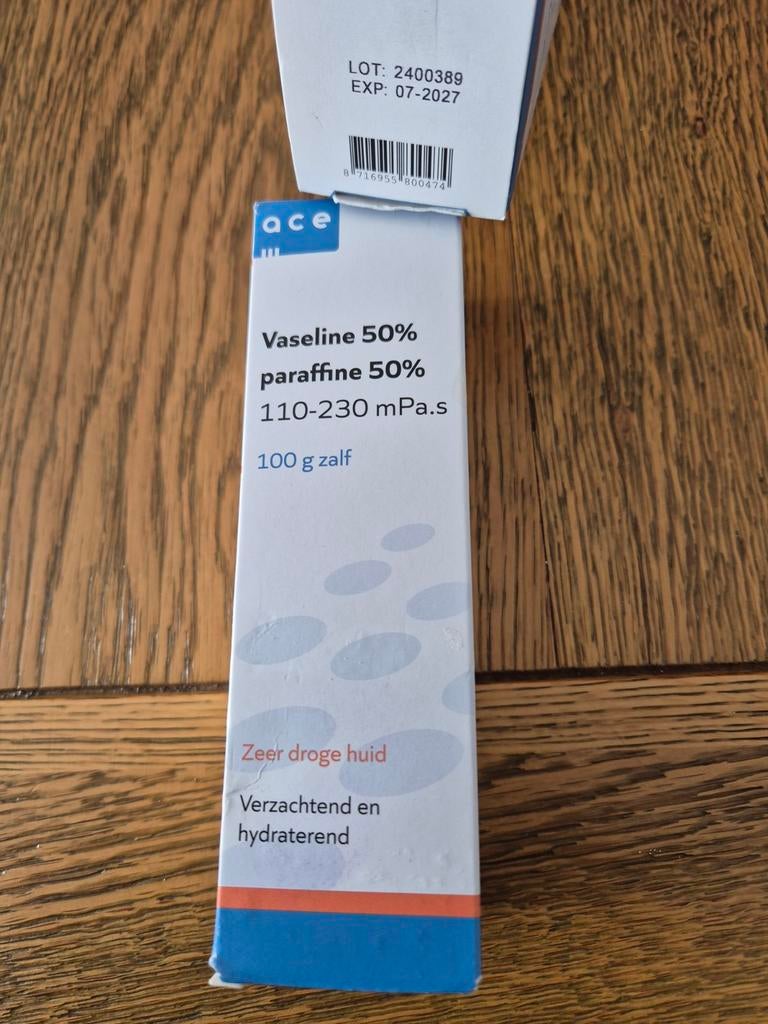 LOT: 2400389
EXP: 07-2027
8 716955 800474
ace
Vaseline 50%
paraffine 50%
110-230 mPa.s
100 g zalf
Zeer droge huid
Verzachtend en
hydraterend